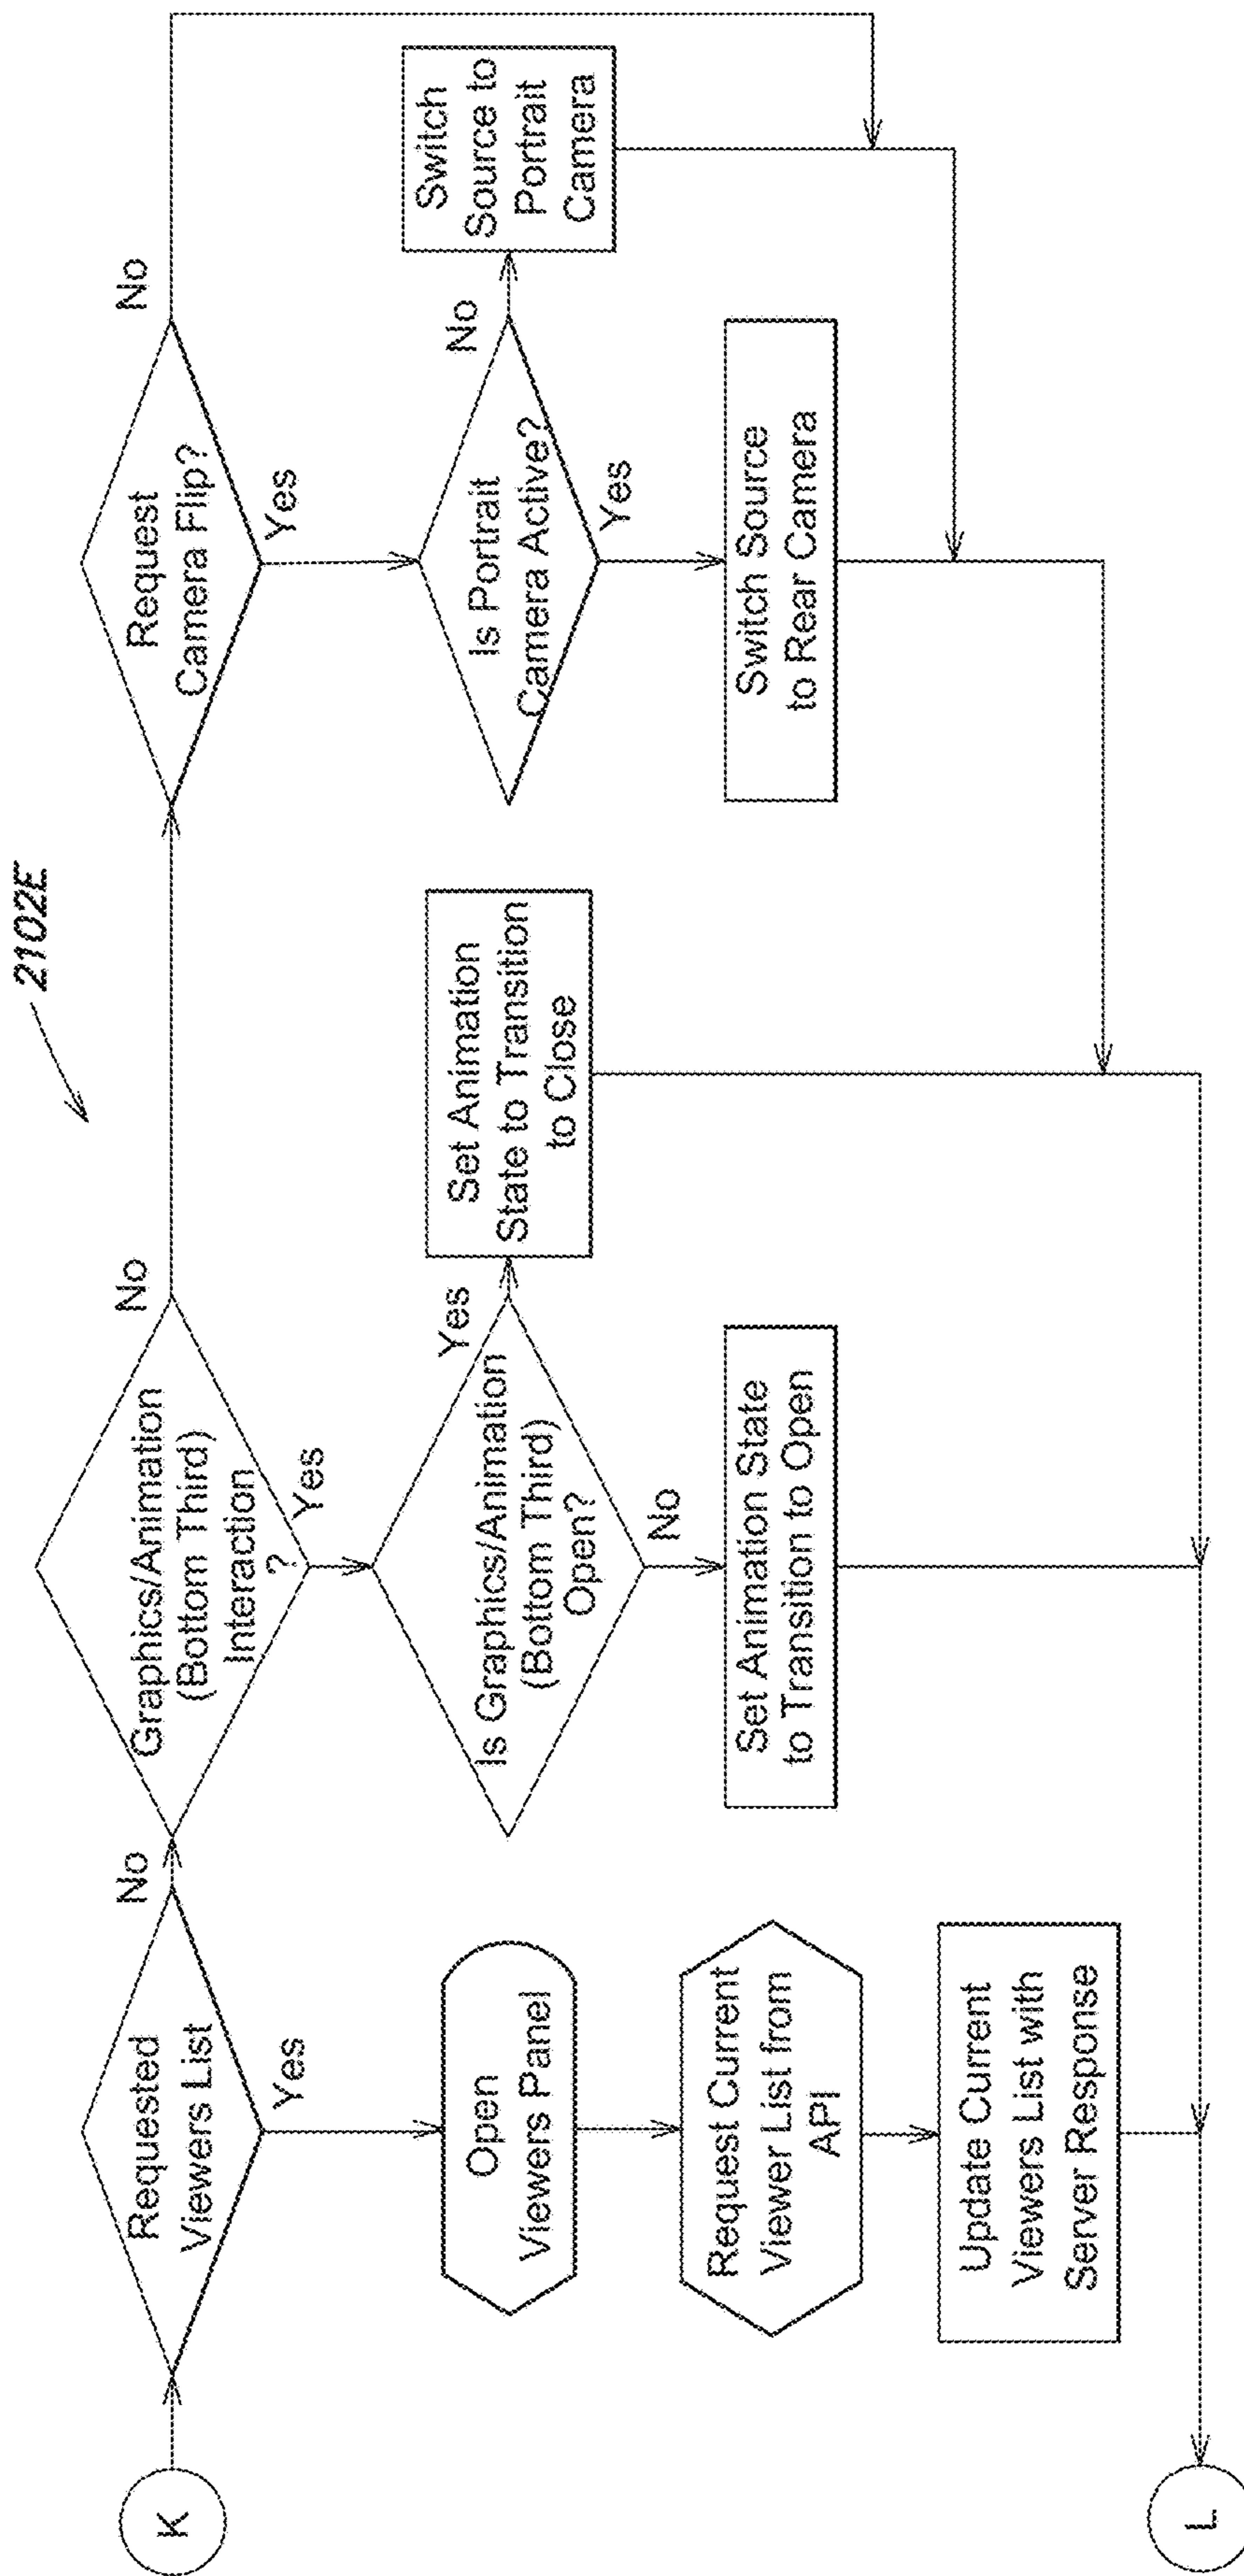 2102E
K
Requested
Viewers List
No
Yes
Open
Viewers Panel
Request Current
Viewer List from
API
Update Current
Viewers List with
Server Response
Graphics/Animation
(Bottom Third)
Interaction
?
No
Yes
Is Graphics/Animation
(Bottom Third)
Open?
Yes
No
Set Animation
State to Transition
to Close
Set Animation State
to Transition to Open
Request
Camera Flip?
No
Yes
Is Portrait
Camera Active?
No
Yes
Switch
Source to
Portrait
Camera
Switch Source
to Rear Camera
L